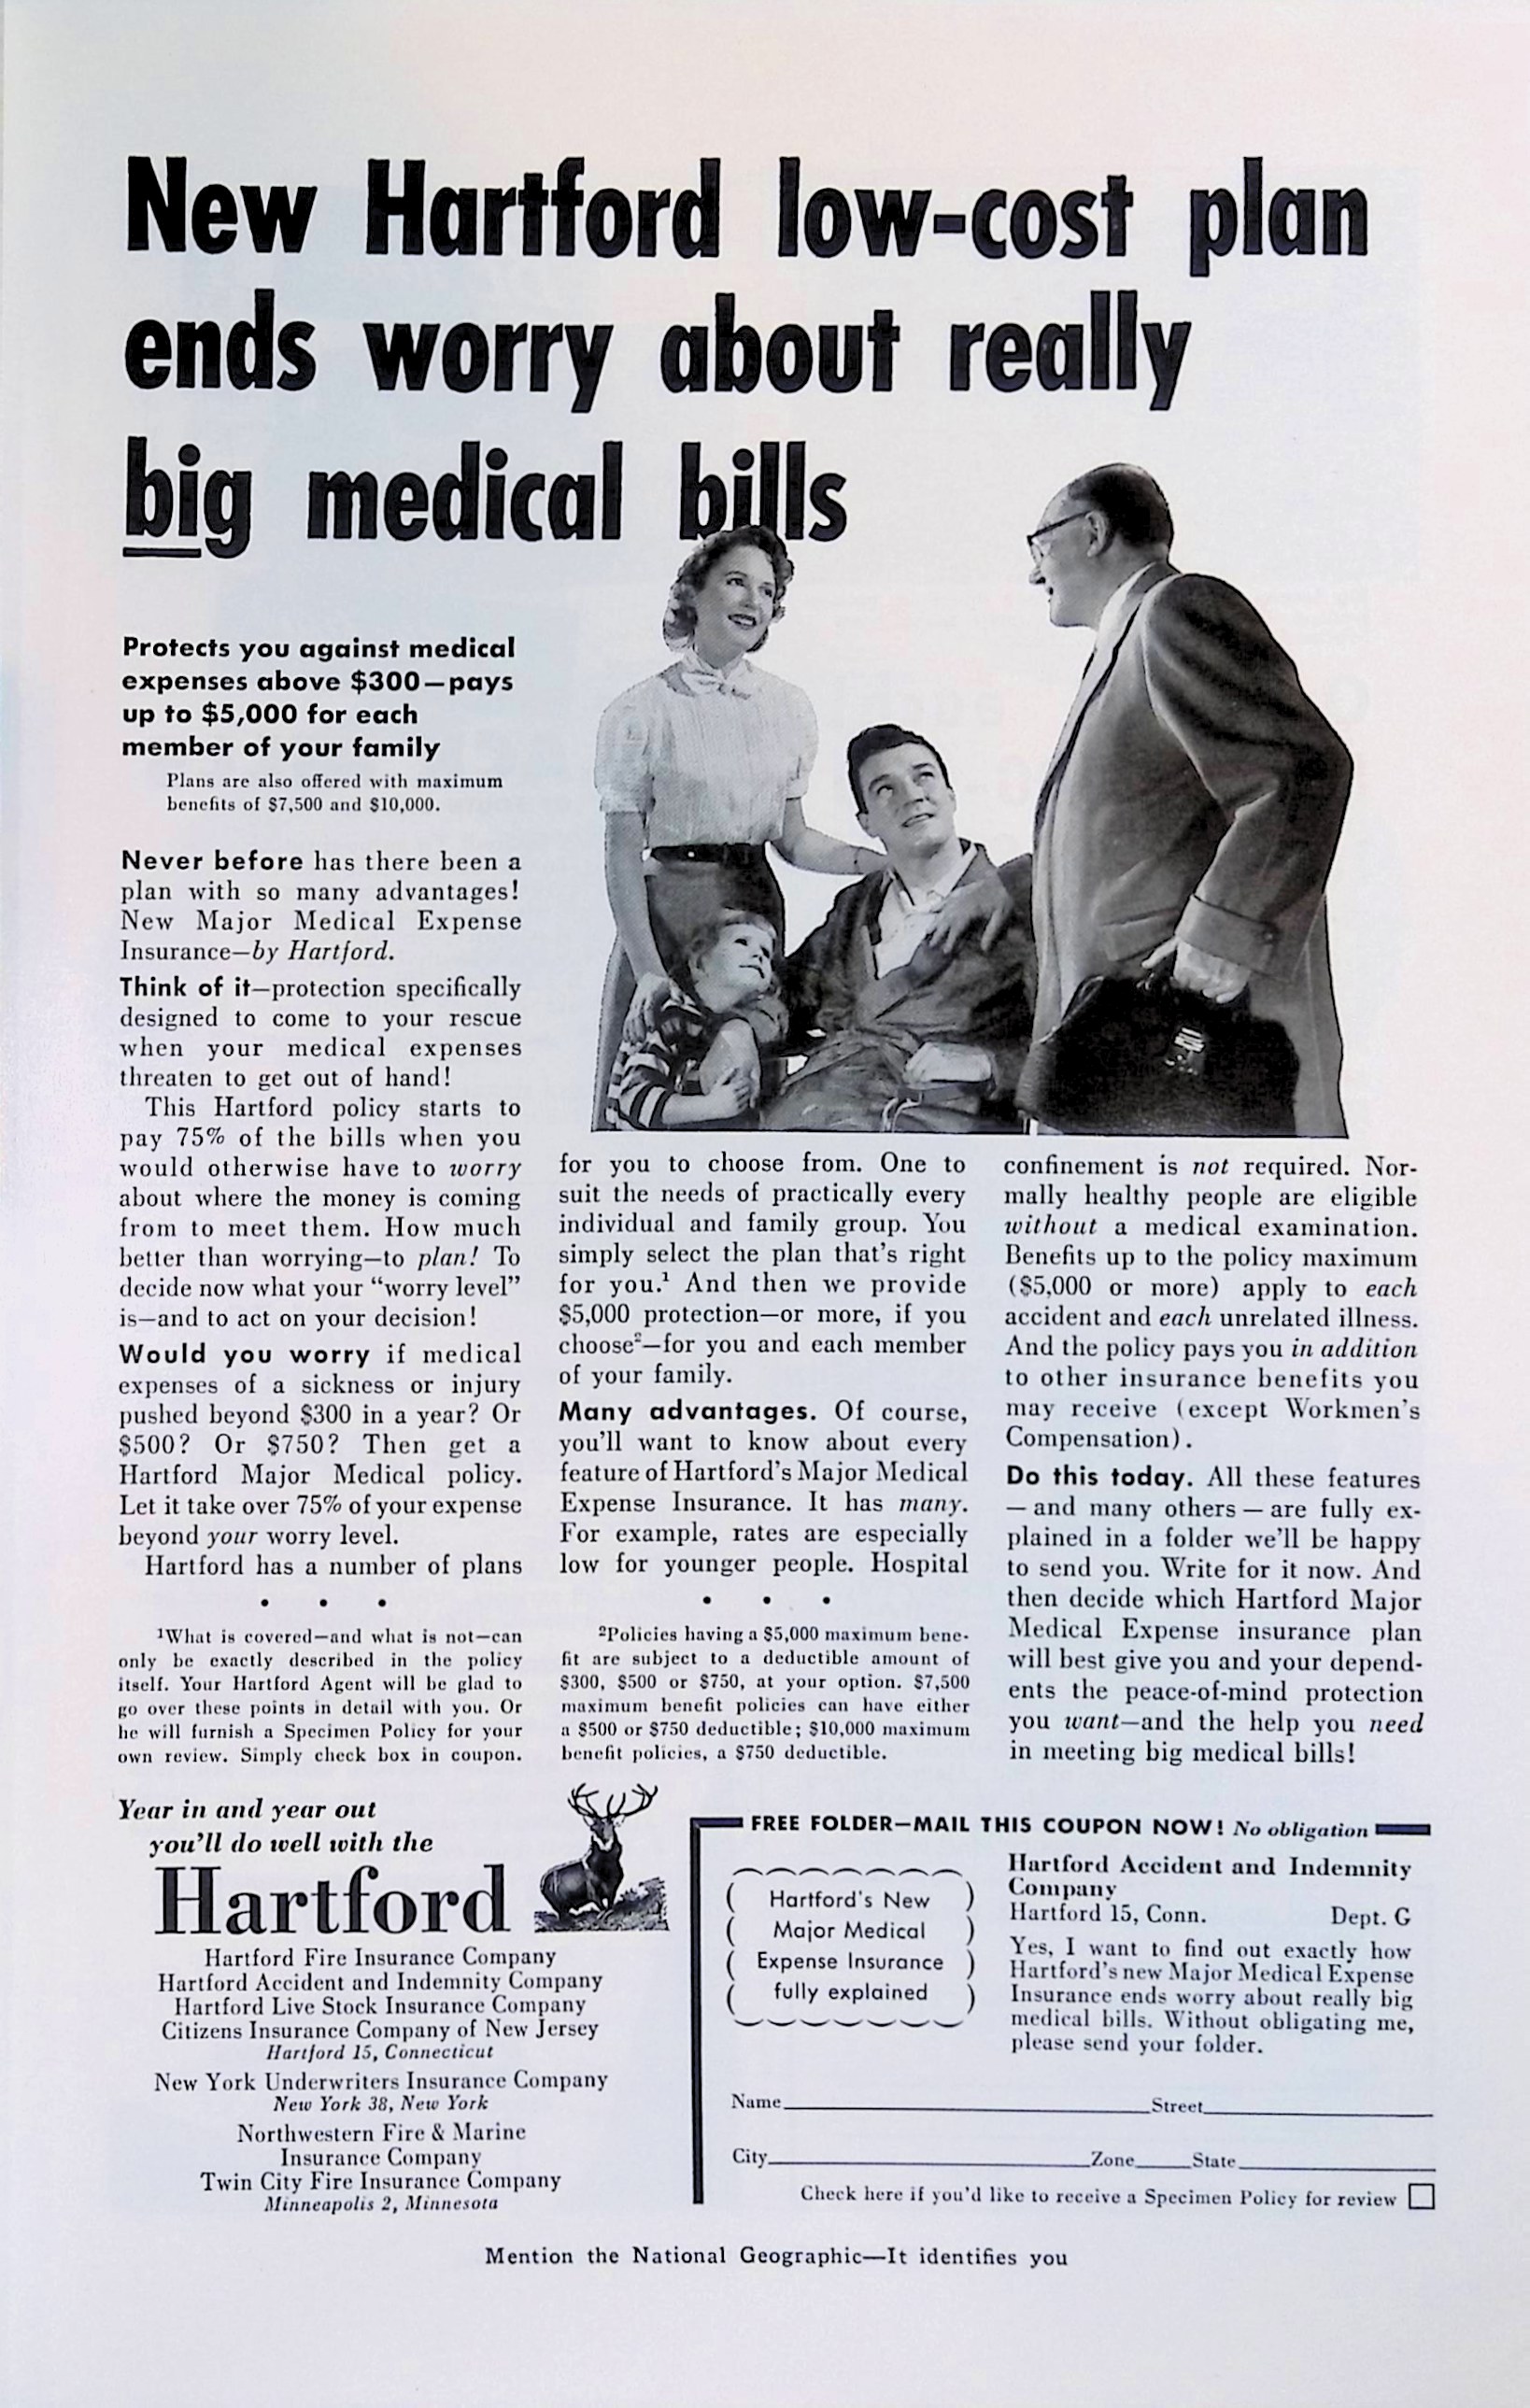 New Hartford low-cost plan
ends worry about really
big medical bills
Protects you against medical
expenses above $300—pays
up to $5,000 for each
member of your family
Plans are also offered with maximum
benefits of $7,500 and $10,000.
Never before has there been a
plan with so many advantages!
New Major Medical Expense
Insurance—by Hartford.
Think of it—protection specifically
designed to come to your rescue
when your medical expenses
threaten to get out of hand!
This Hartford policy starts to
pay 75% of the bills when you
would otherwise have to worry
about where the money is coming
from to meet them. How much
better than worrying—to plan! To
decide now what your “worry level”
is—and to act on your decision!
Would you worry if medical
expenses of a sickness or injury
pushed beyond $300 in a year? Or
$500? Or $750? Then get a
Hartford Major Medical policy.
Let it take over 75% of your expense
beyond your worry level.
Hartford has a number of plans
for you to choose from. One to
suit the needs of practically every
individual and family group. You
simply select the plan that's right
for you.¹ And then we provide
$5,000 protection—or more, if you
choose²—for you and each member
of your family.
Many advantages. Of course,
you'll want to know about every
feature of Hartford's Major Medical
Expense Insurance. It has many.
For example, rates are especially
low for younger people. Hospital
confinement is not required. Nor-
mally healthy people are eligible
without a medical examination.
Benefits up to the policy maximum
($5,000 or more) apply to each
accident and each unrelated illness.
And the policy pays you in addition
to other insurance benefits you
may receive (except Workmen's
Compensation).
Do this today. All these features
— and many others — are fully ex-
plained in a folder we'll be happy
to send you. Write for it now. And
then decide which Hartford Major
Medical Expense insurance plan
will best give you and your depend-
ents the peace-of-mind protection
you want—and the help you need
in meeting big medical bills!
¹What is covered—and what is not—can
only be exactly described in the policy
itself. Your Hartford Agent will be glad to
go over these points in detail with you. Or
he will furnish a Specimen Policy for your
own review. Simply check box in coupon.
²Policies having a $5,000 maximum bene-
fit are subject to a deductible amount of
$300, $500 or $750, at your option. $7,500
maximum benefit policies can have either
a $500 or $750 deductible; $10,000 maximum
benefit policies, a $750 deductible.
Year in and year out
you'll do well with the
Hartford
Hartford Fire Insurance Company
Hartford Accident and Indemnity Company
Hartford Live Stock Insurance Company
Citizens Insurance Company of New Jersey
Hartford 15, Connecticut
New York Underwriters Insurance Company
New York 38, New York
Northwestern Fire & Marine
Insurance Company
Twin City Fire Insurance Company
Minneapolis 2, Minnesota
FREE FOLDER—MAIL THIS COUPON NOW! No obligation
Hartford's New
Major Medical
Expense Insurance
fully explained
Hartford Accident and Indemnity
Company
Hartford 15, Conn. Dept. G
Yes, I want to find out exactly how
Hartford's new Major Medical Expense
Insurance ends worry about really big
medical bills. Without obligating me,
please send your folder.
Name Street
City Zone State
Check here if you'd like to receive a Specimen Policy for review
Mention the National Geographic—It identifies you